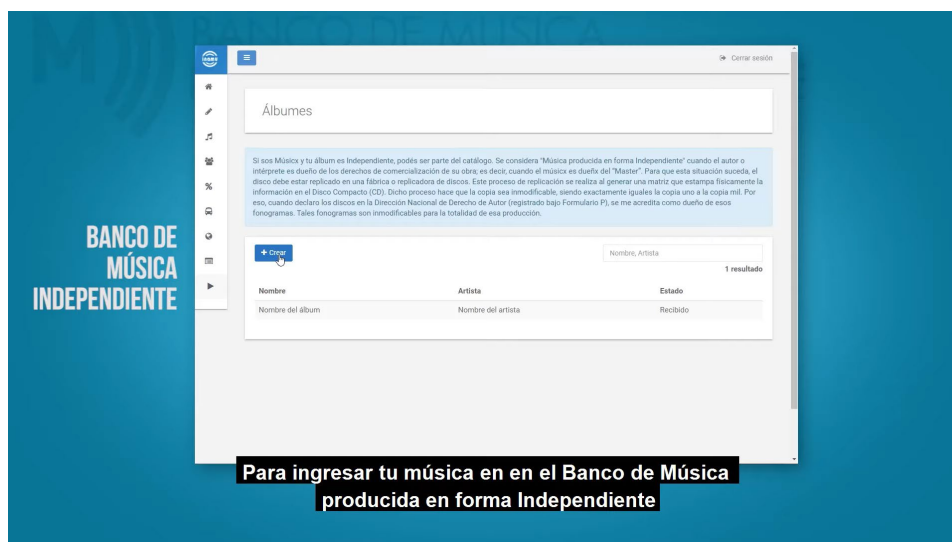 BANCO DE MUSICA
Cerrar sesión
Álbumes
Si sos Músicx y tu álbum es Independiente, podés ser parte del catálogo. Se considera "Música producida en forma Independiente" cuando el autor o
intérprete es dueño de los derechos de comercialización de su obra; es decir, cuando el músicx es dueñx del "Master". Para que esta situación suceda, el
disco debe estar replicado en una fábrica o replicadora de discos. Este proceso de replicación se realiza al generar una matriz que estampa físicamente la
información en el Disco Compacto (CD). Dicho proceso hace que la copia sea inmodificable, siendo exactamente iguales la copia uno a la copia mil. Por
eso, cuando declaro los discos en la Dirección Nacional de Derecho de Autor (registrado bajo Formulario P), se me acredita como dueño de esos
fonogramas. Tales fonogramas son inmodificables para la totalidad de esa producción.
BANCO DE
MÚSICA
INDEPENDIENTE
+ Crear
Nombre, Artista
1 resultado
Nombre Artista Estado
Nombre del álbum Nombre del artista Recibido
Para ingresar tu música en en el Banco de Música
producida en forma Independiente